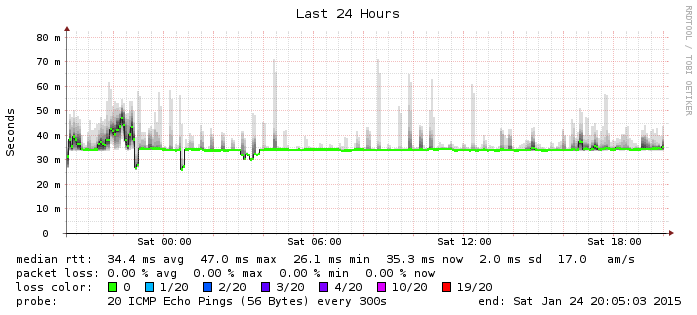 Last 24 Hours
RRDTOOL / TOBI OETIKER
Seconds
80 m
70 m
60 m
50 m
40 m
30 m
20 m
10 m
0
Sat 00:00 Sat 06:00 Sat 12:00 Sat 18:00
median rtt: 34.4 ms avg 47.0 ms max 26.1 ms min 35.3 ms now 2.0 ms sd 17.0 am/s
packet loss: 0.00 % avg 0.00 % max 0.00 % min 0.00 % now
loss color: 0 1/20 2/20 3/20 4/20 10/20 19/20
probe: 20 ICMP Echo Pings (56 Bytes) every 300s end: Sat Jan 24 20:05:03 2015